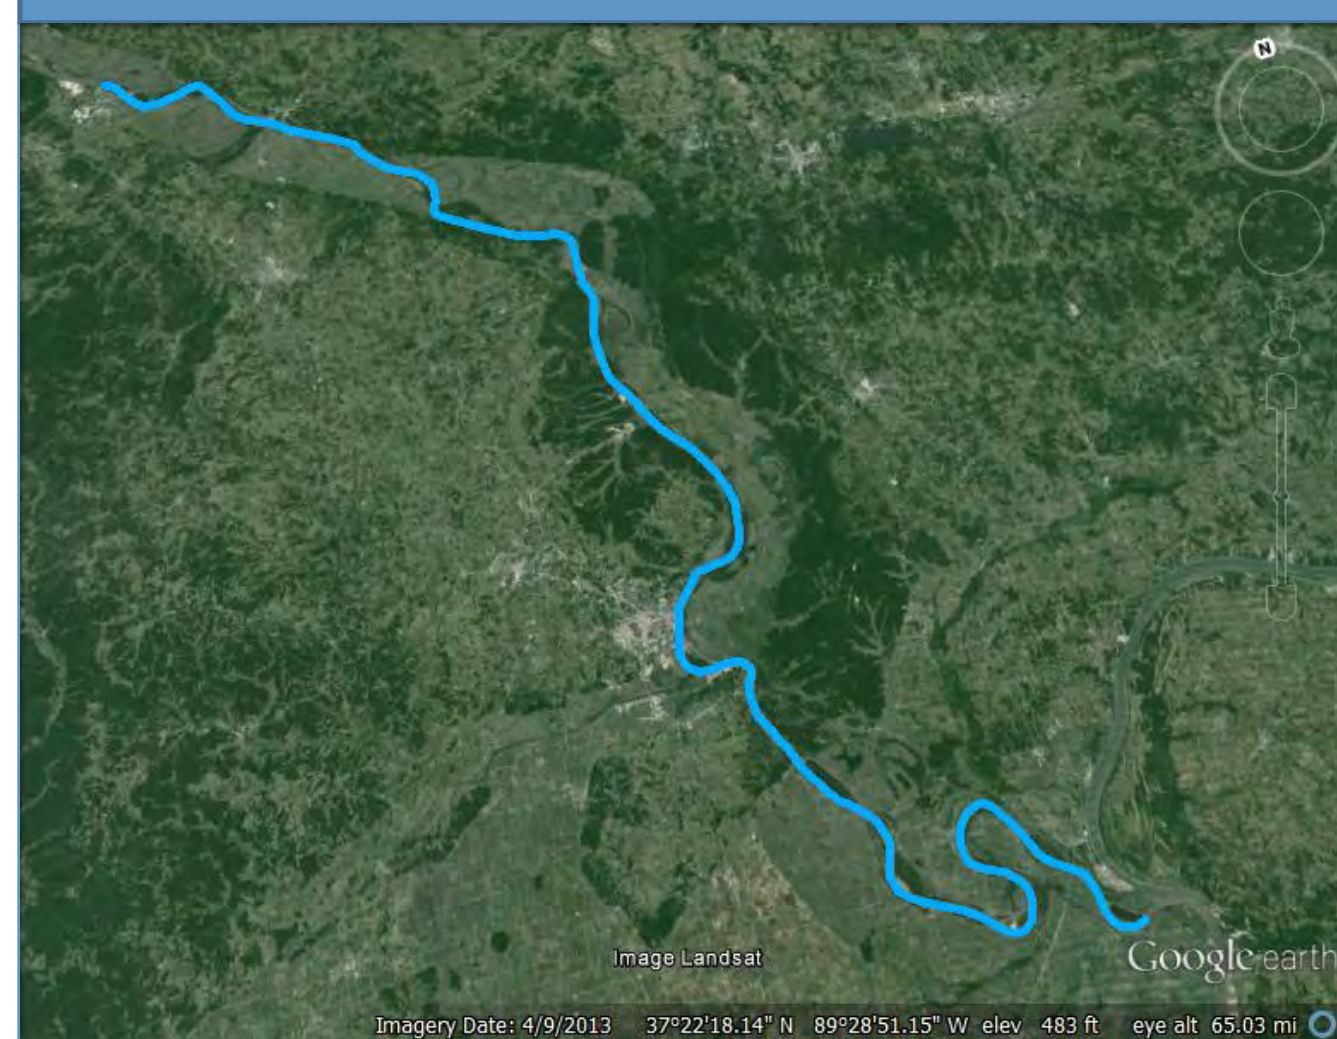 N
Image Landsat
Google earth
Imagery Date: 4/9/2013 37°22'18.14" N 89°28'51.15" W elev 483 ft eye alt 65.03 mi